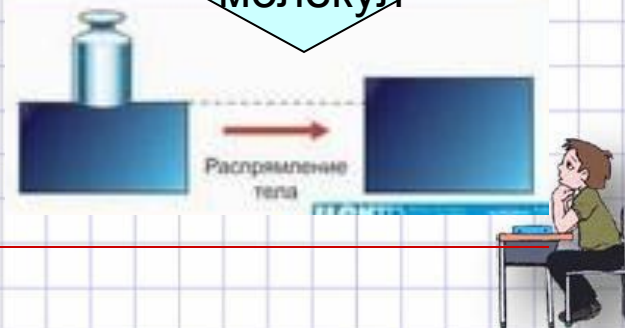 молекул
Распрямление
тела